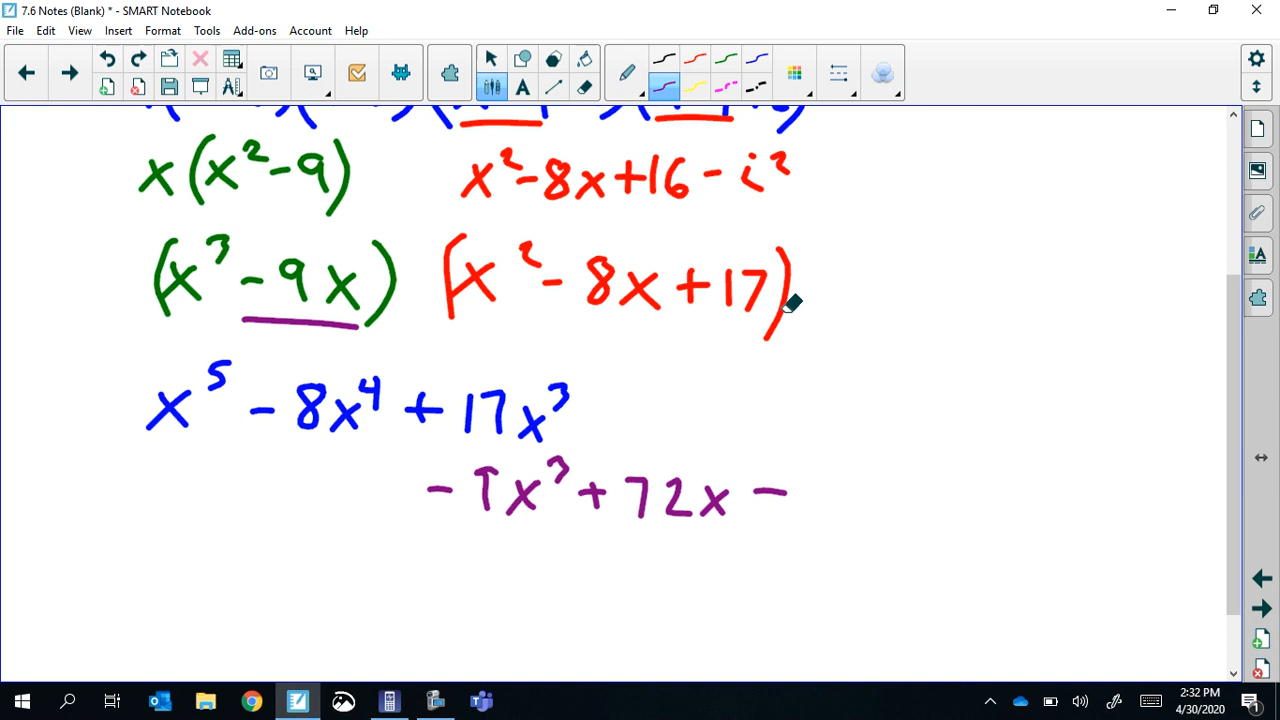 7.6 Notes (Blank) * - SMART Notebook
File Edit View Insert Format Tools Add-ons Account Help
x(x²-9) x²-8x+16-i²
(x³-9x) (x²-8x+17)
x⁵-8x⁴+17x³
-9x³+72x-
2:32 PM
4/30/2020